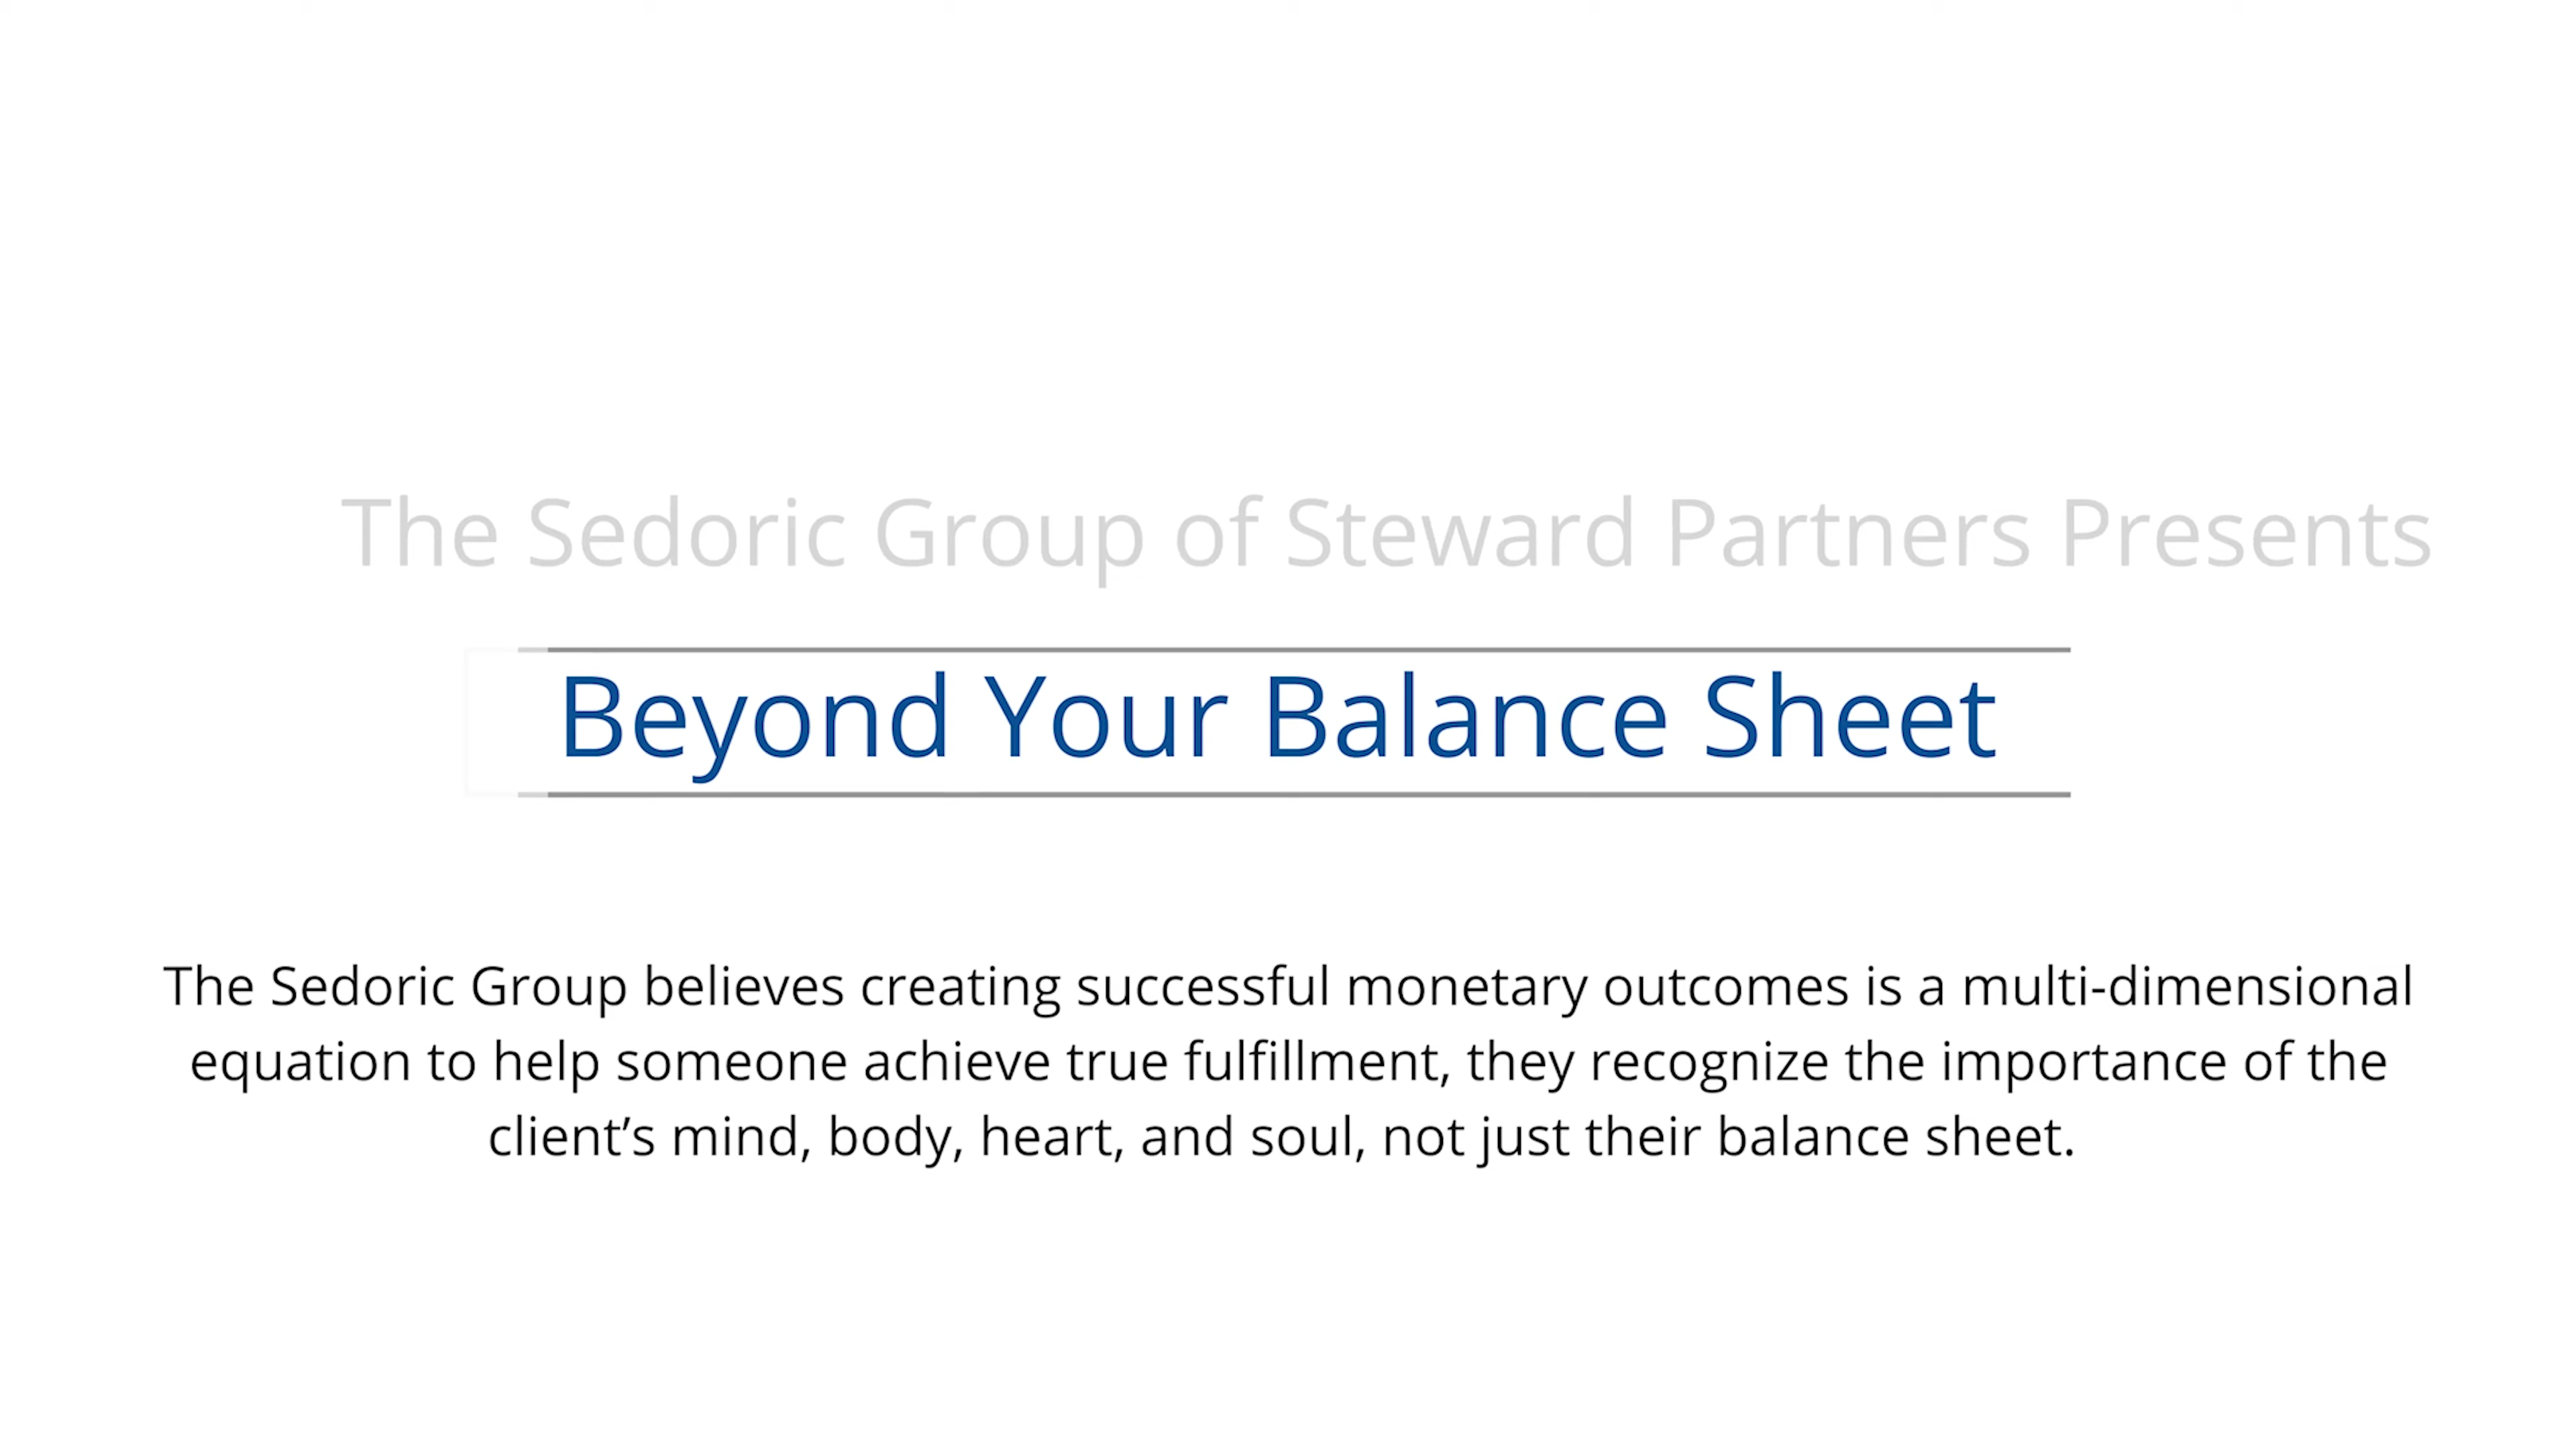 The Sedoric Group of Steward Partners Presents
Beyond Your Balance Sheet
The Sedoric Group believes creating successful monetary outcomes is a multi-dimensional
equation to help someone achieve true fulfillment, they recognize the importance of the
client’s mind, body, heart, and soul, not just their balance sheet.